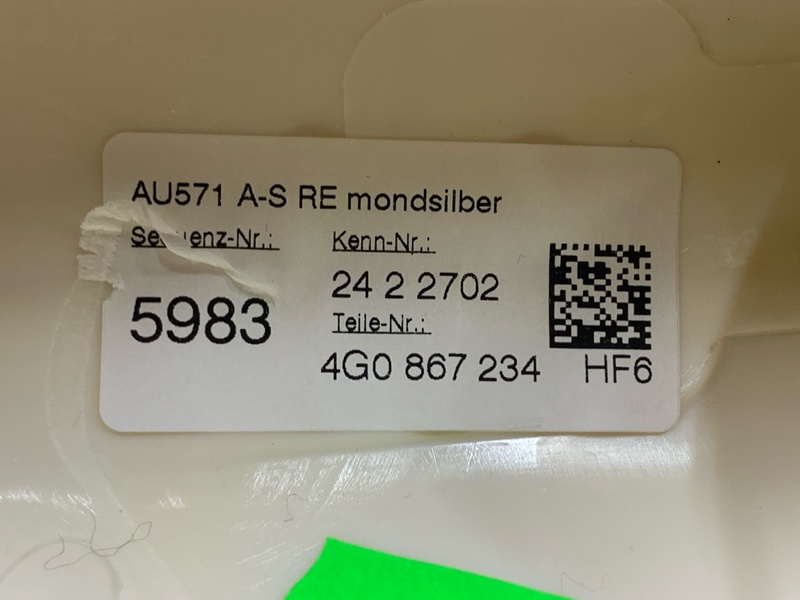 AU571 A-S RE mondsilber
Kenn-Nr.:
24 2 2702
5983
Teile-Nr.:
4G0 867 234 HF6